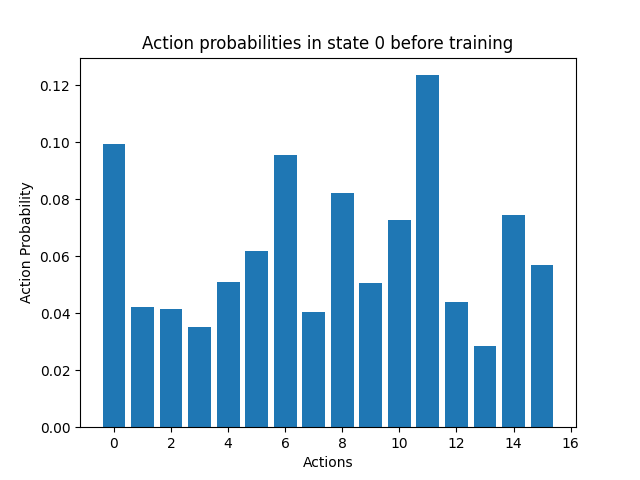 Action probabilities in state 0 before training
0.12
0.10
0.08
0.06
0.04
0.02
0.00
Action Probability
0 2 4 6 8 10 12 14 16
Actions